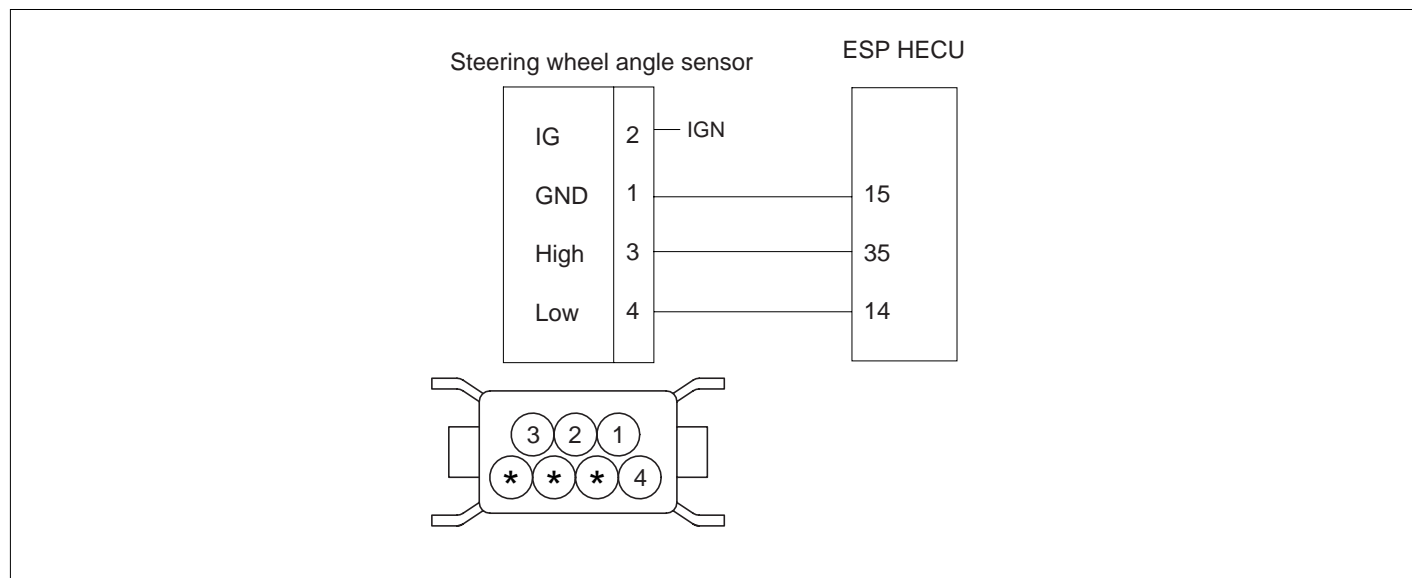 Steering wheel angle sensor
ESP HECU
IG 2 IGN
GND 1 15
High 3 35
Low 4 14
3 2 1
* * * 4